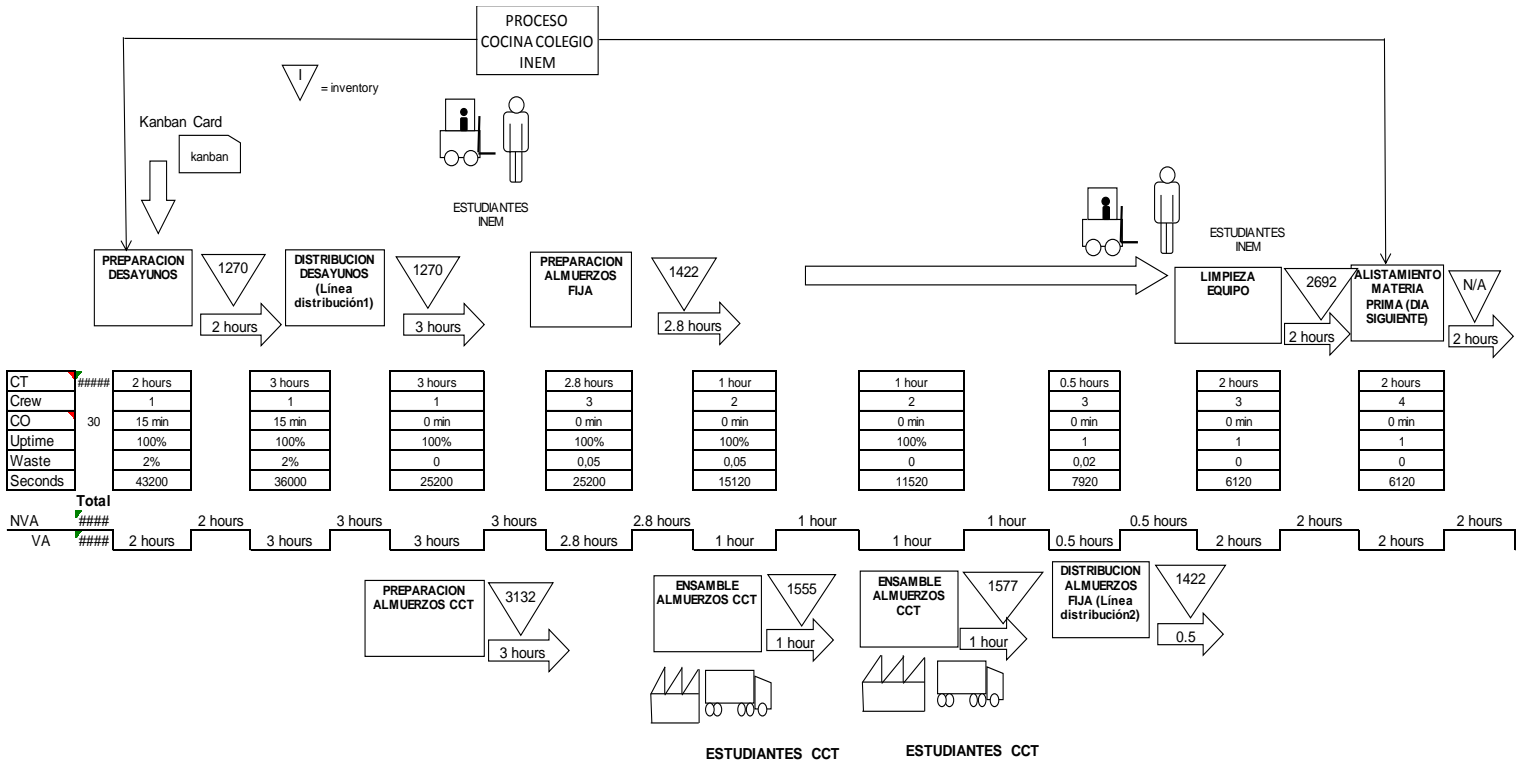 PROCESO
COCINA COLEGIO
INEM
I
= inventory
Kanban Card
kanban
ESTUDIANTES
INEM
ESTUDIANTES
INEM
PREPARACION
DESAYUNOS
1270
2 hours
DISTRIBUCION
DESAYUNOS
(Línea
distribución1)
1270
3 hours
PREPARACION
ALMUERZOS
FIJA
1422
2.8 hours
LIMPIEZA
EQUIPO
2692
2 hours
ALISTAMIENTO
MATERIA
PRIMA (DIA
SIGUIENTE)
N/A
2 hours
CT ##### 2 hours 3 hours 3 hours 2.8 hours 1 hour 1 hour 0.5 hours 2 hours 2 hours
Crew 1 1 1 3 2 2 3 3 4
CO 30 15 min 15 min 0 min 0 min 0 min 0 min 0 min 0 min 0 min
Uptime 100% 100% 100% 100% 100% 100% 1 1 1
Waste 2% 2% 0 0,05 0,05 0 0,02 0 0
Seconds 43200 36000 25200 25200 15120 11520 7920 6120 6120
Total
NVA #### 2 hours 3 hours 3 hours 2.8 hours 1 hour 1 hour 0.5 hours 2 hours 2 hours
VA #### 2 hours 3 hours 3 hours 2.8 hours 1 hour 1 hour 0.5 hours 2 hours 2 hours
PREPARACION
ALMUERZOS CCT
3132
3 hours
ENSAMBLE
ALMUERZOS CCT
1555
1 hour
ENSAMBLE
ALMUERZOS
CCT
1577
1 hour
DISTRIBUCION
ALMUERZOS
FIJA (Línea
distribución2)
1422
0.5
ESTUDIANTES CCT
ESTUDIANTES CCT